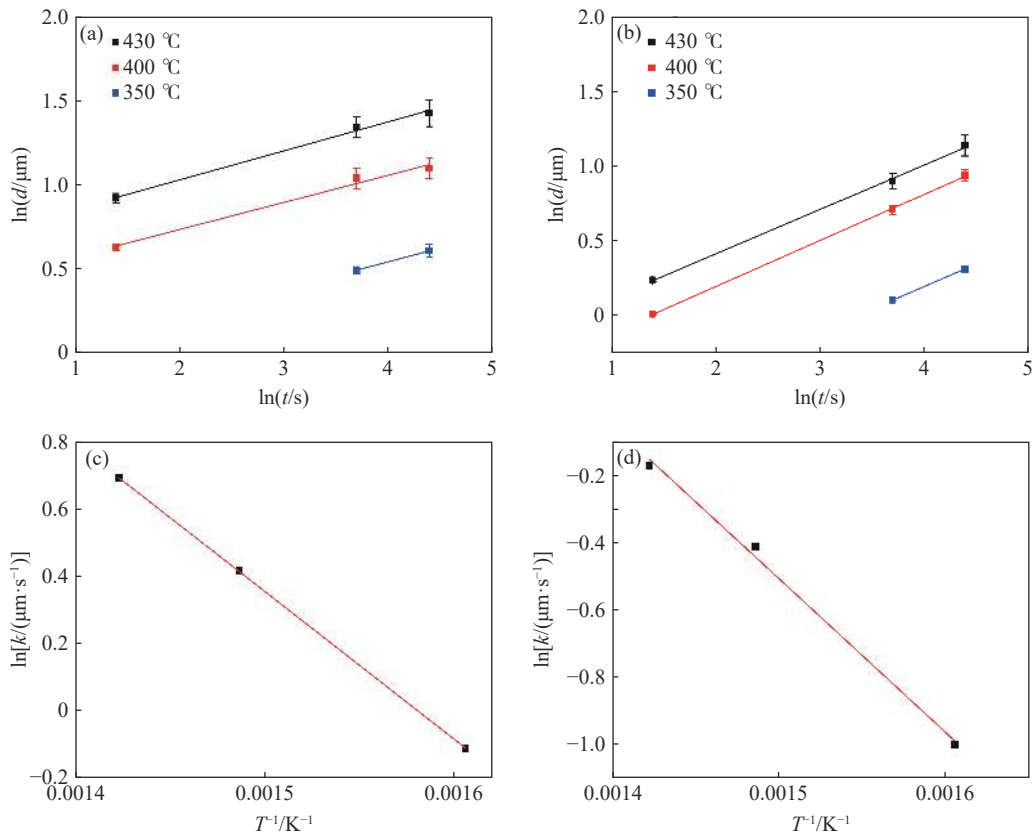 (a)
430 ℃
400 ℃
350 ℃
2.0
1.5
1.0
0.5
0
1 2 3 4 5
ln(d/μm)
ln(t/s)
(b)
430 ℃
400 ℃
350 ℃
2.0
1.5
1.0
0.5
0
1 2 3 4 5
ln(d/μm)
ln(t/s)
(c)
0.8
0.6
0.4
0.2
0
−0.2
0.0014 0.0015 0.0016
ln[k/(μm·s⁻¹)]
T⁻¹/K⁻¹
(d)
−0.2
−0.4
−0.6
−0.8
−1.0
0.0014 0.0015 0.0016
ln[k/(μm·s⁻¹)]
T⁻¹/K⁻¹